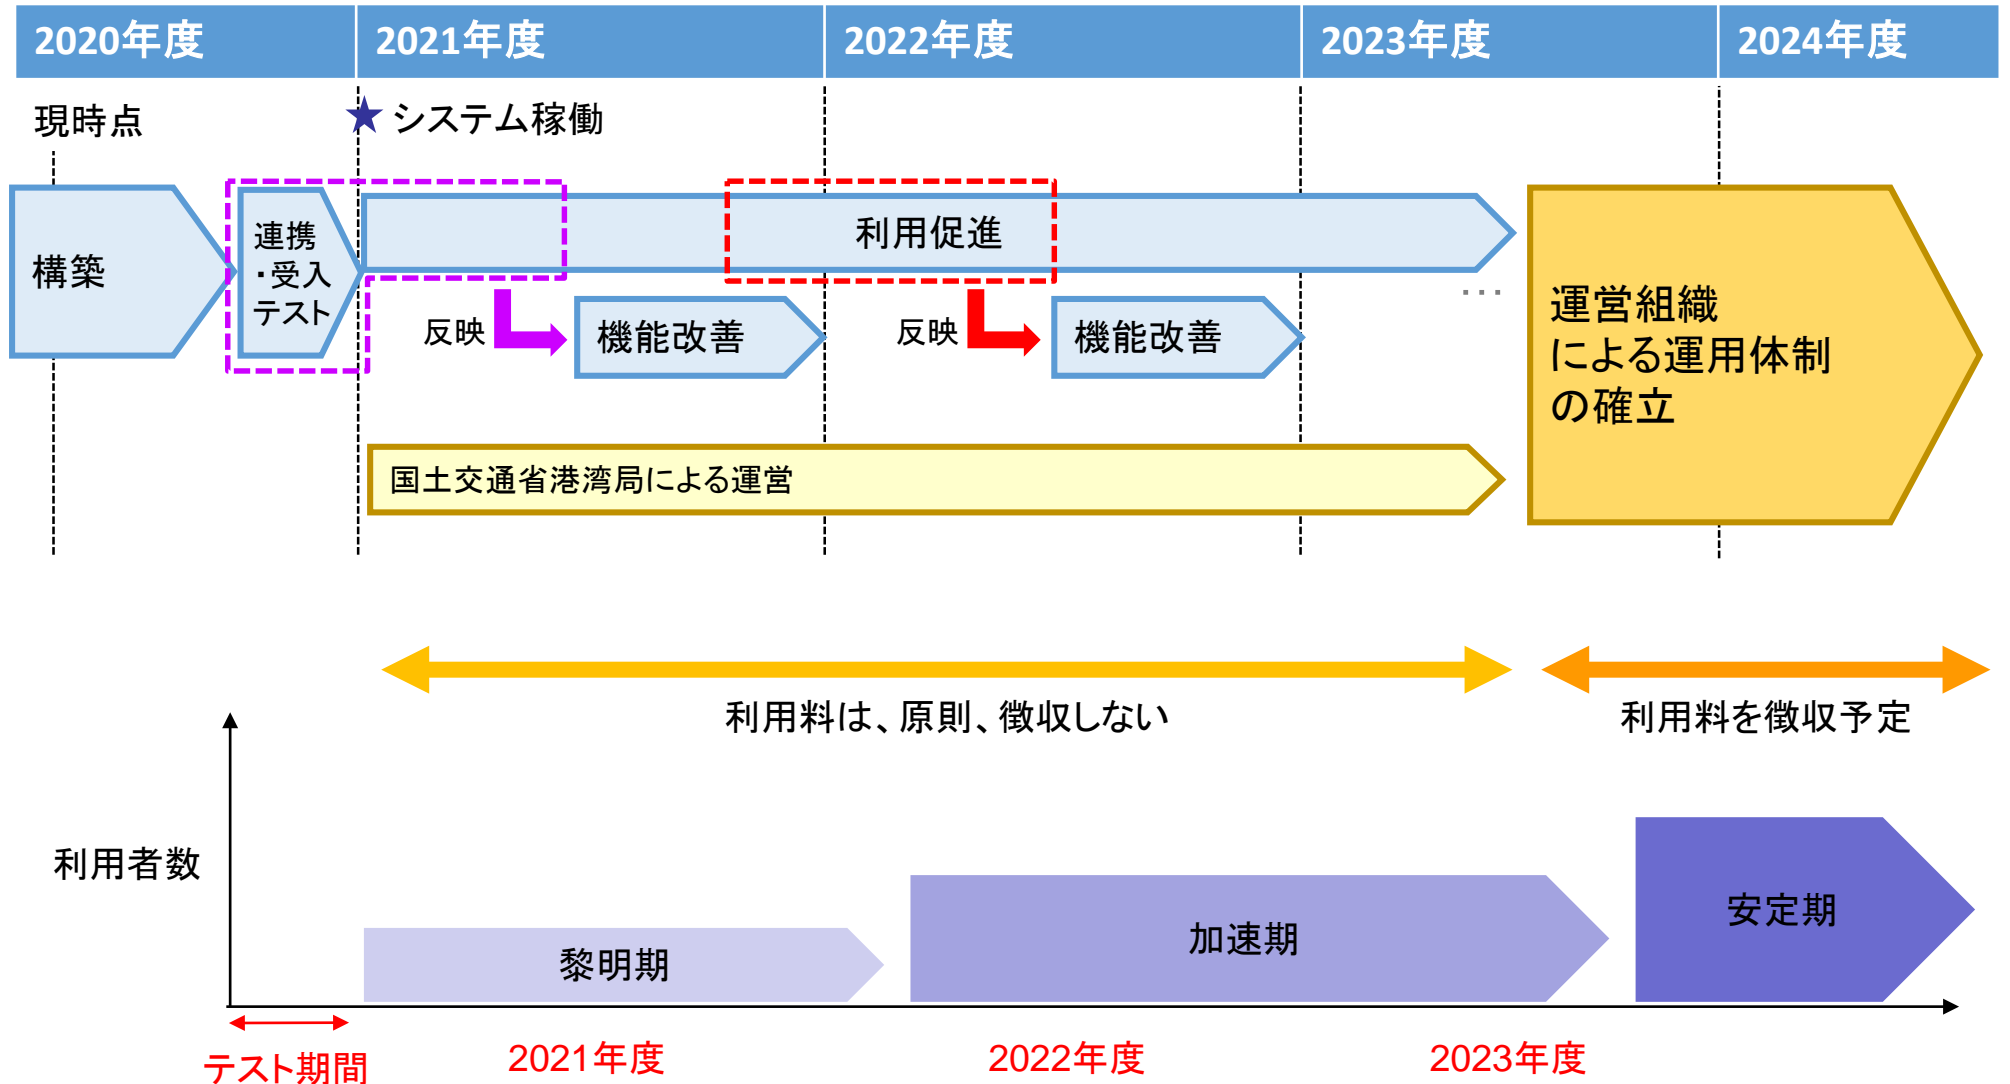 2020年度
2021年度
2022年度
2023年度
2024年度
現時点
システム稼働
構築
連携
・受入
テスト
利用促進
反映
機能改善
反映
機能改善
...
運営組織
による運用体制
の確立
国土交通省港湾局による運営
利用料は、原則、徴収しない
利用料を徴収予定
利用者数
黎明期
加速期
安定期
テスト期間
2021年度
2022年度
2023年度